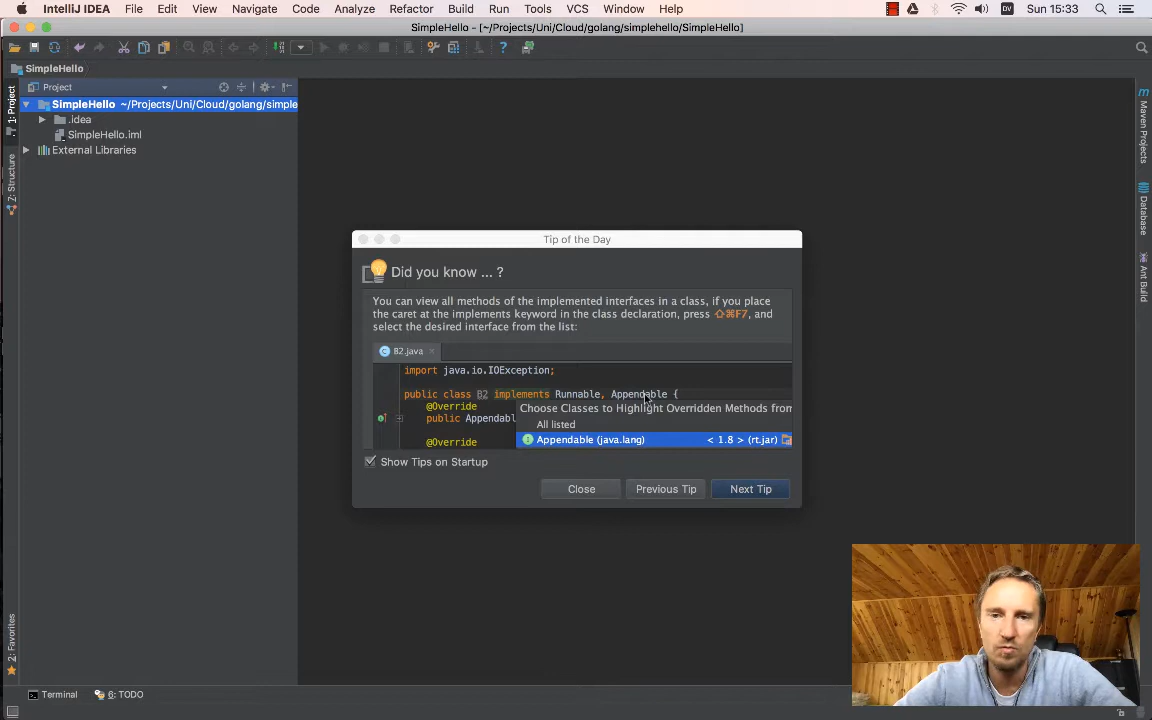 IntelliJ IDEA File Edit View Navigate Code Analyze Refactor Build Run Tools VCS Window Help DV Sun 15:33
SimpleHello - [~/Projects/Uni/Cloud/golang/simplehello/SimpleHello]
SimpleHello
Project
SimpleHello ~/Projects/Uni/Cloud/golang/simple
.idea
SimpleHello.iml
External Libraries
1: Project
Z: Structure
2: Favorites
Tip of the Day
Did you know ... ?
You can view all methods of the implemented interfaces in a class, if you place
the caret at the implements keyword in the class declaration, press ⇧⌘F7, and
select the desired interface from the list:
B2.java
import java.io.IOException;
public class B2 implements Runnable, Appendable {
@Override
Choose Classes to Highlight Overridden Methods from
public Appendabl
All listed
Appendable (java.lang) < 1.8 > (rt.jar)
@Override
Show Tips on Startup
Close Previous Tip Next Tip
m Maven Projects
Database
Ant Build
Terminal 6: TODO